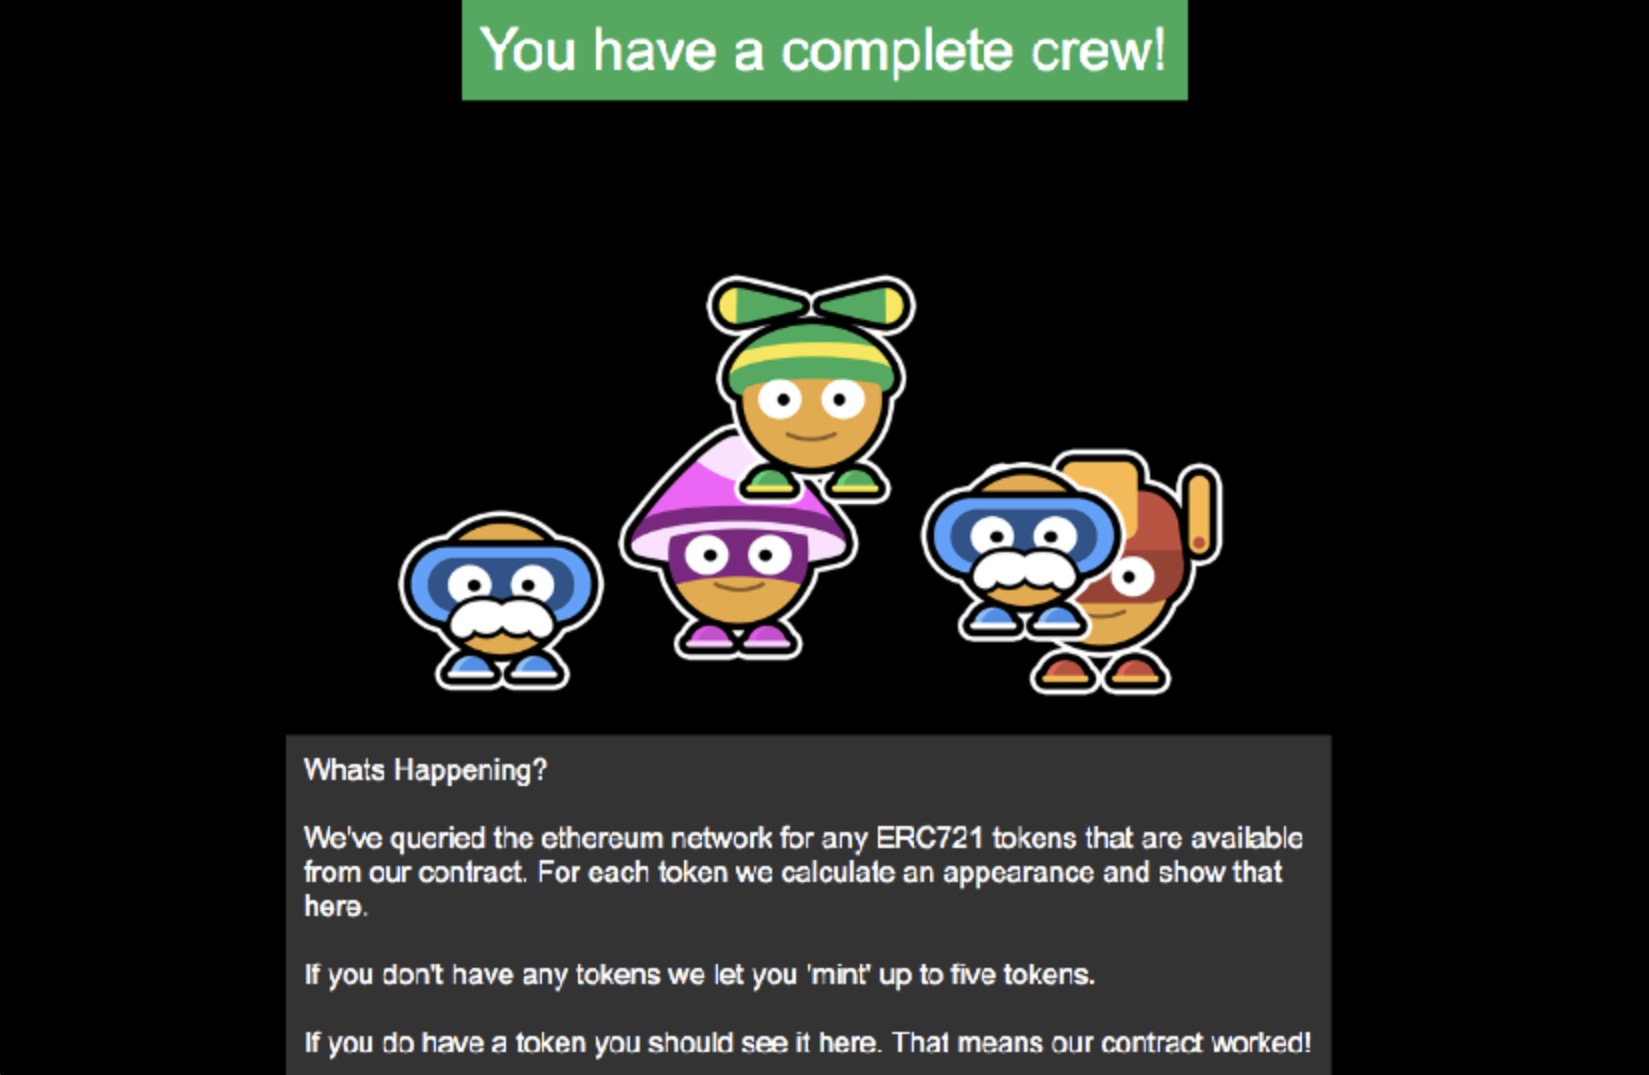 You have a complete crew!
Whats Happening?
We've queried the ethereum network for any ERC721 tokens that are available
from our contract. For each token we calculate an appearance and show that
here.
If you don't have any tokens we let you 'mint' up to five tokens.
If you do have a token you should see it here. That means our contract worked!